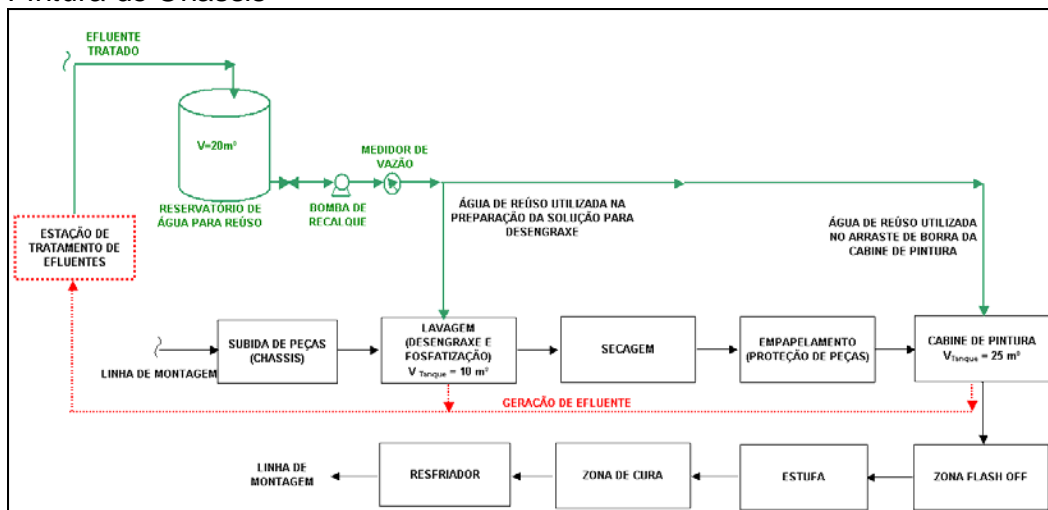 EFLUENTE
TRATADO
V=20m³
MEDIDOR DE
VAZÃO
RESERVATÓRIO DE
ÁGUA PARA REÚSO
BOMBA DE
RECALQUE
ÁGUA DE REÚSO UTILIZADA NA
PREPARAÇÃO DA SOLUÇÃO PARA
DESENGRAXE
ÁGUA DE REÚSO UTILIZADA
NO ARRASTE DE BORRA DA
CABINE DE PINTURA
ESTAÇÃO DE
TRATAMENTO DE
EFLUENTES
LINHA DE MONTAGEM
SUBIDA DE PEÇAS
(CHASSIS)
LAVAGEM
(DESENGRAXE E
FOSFATIZAÇÃO)
V Tanque = 10 m³
SECAGEM
EMPAPELAMENTO
(PROTEÇÃO DE PEÇAS)
CABINE DE PINTURA
VTanque = 25 m³
GERAÇÃO DE EFLUENTE
LINHA DE
MONTAGEM
RESFRIADOR
ZONA DE CURA
ESTUFA
ZONA FLASH OFF